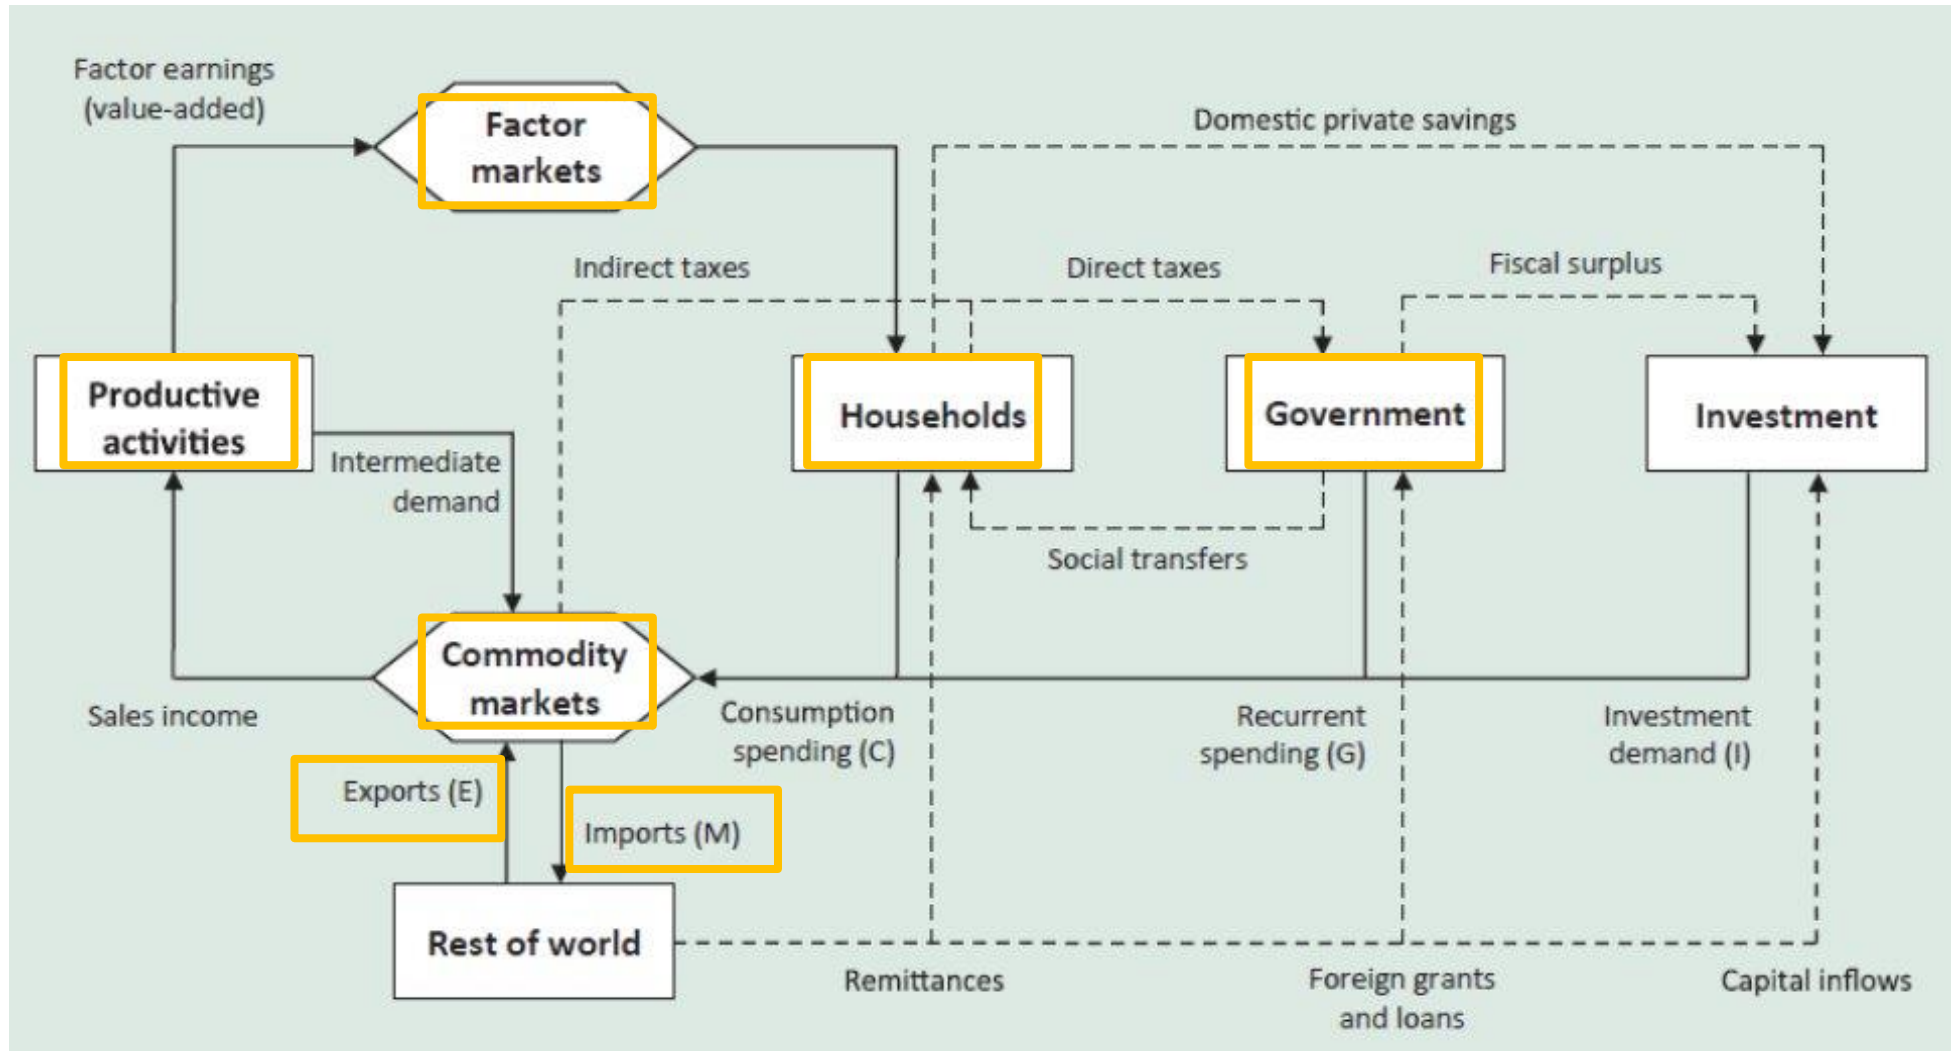 Factor earnings
(value-added)
Factor
markets
Domestic private savings
Indirect taxes
Direct taxes
Fiscal surplus
Productive
activities
Households
Government
Investment
Intermediate
demand
Social transfers
Commodity
markets
Sales income
Consumption
spending (C)
Recurrent
spending (G)
Investment
demand (I)
Exports (E)
Imports (M)
Rest of world
Remittances
Foreign grants
and loans
Capital inflows